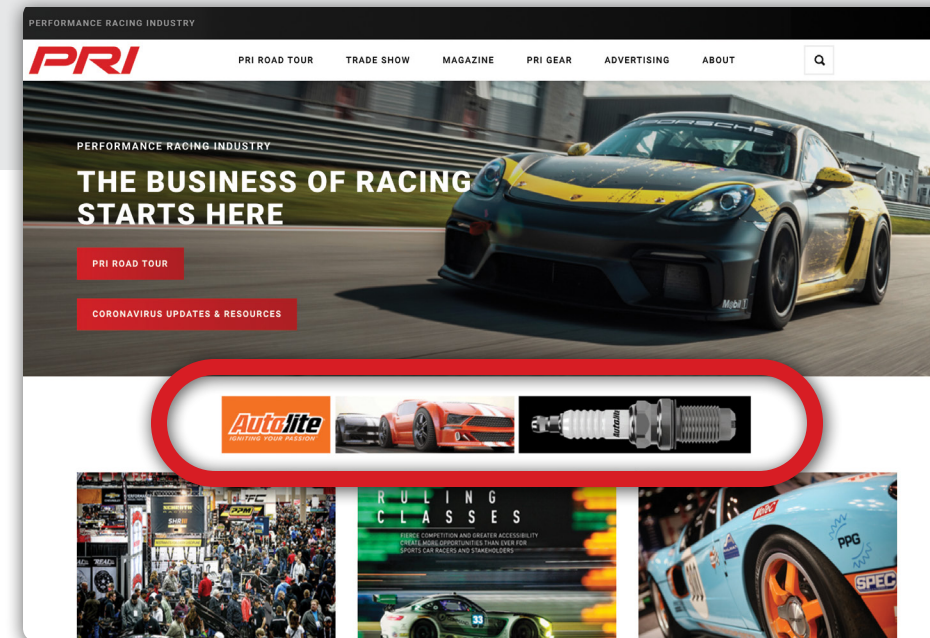 PERFORMANCE RACING INDUSTRY
PRI
PRI ROAD TOUR
TRADE SHOW
MAGAZINE
PRI GEAR
ADVERTISING
ABOUT
PORSCHE
PERFORMANCE RACING INDUSTRY
THE BUSINESS OF RACING
STARTS HERE
PRI ROAD TOUR
CORONAVIRUS UPDATES & RESOURCES
Mobil 1
Autolite
IGNITING YOUR PASSION
Autolite
RULING
CLASSES
FIERCE COMPETITION AND GREATER ACCESSIBILITY
CREATE MORE OPPORTUNITIES THAN EVER FOR
SPORTS CAR RACERS AND STAKEHOLDERS
33
PPM
SHR
PPG
SPEC